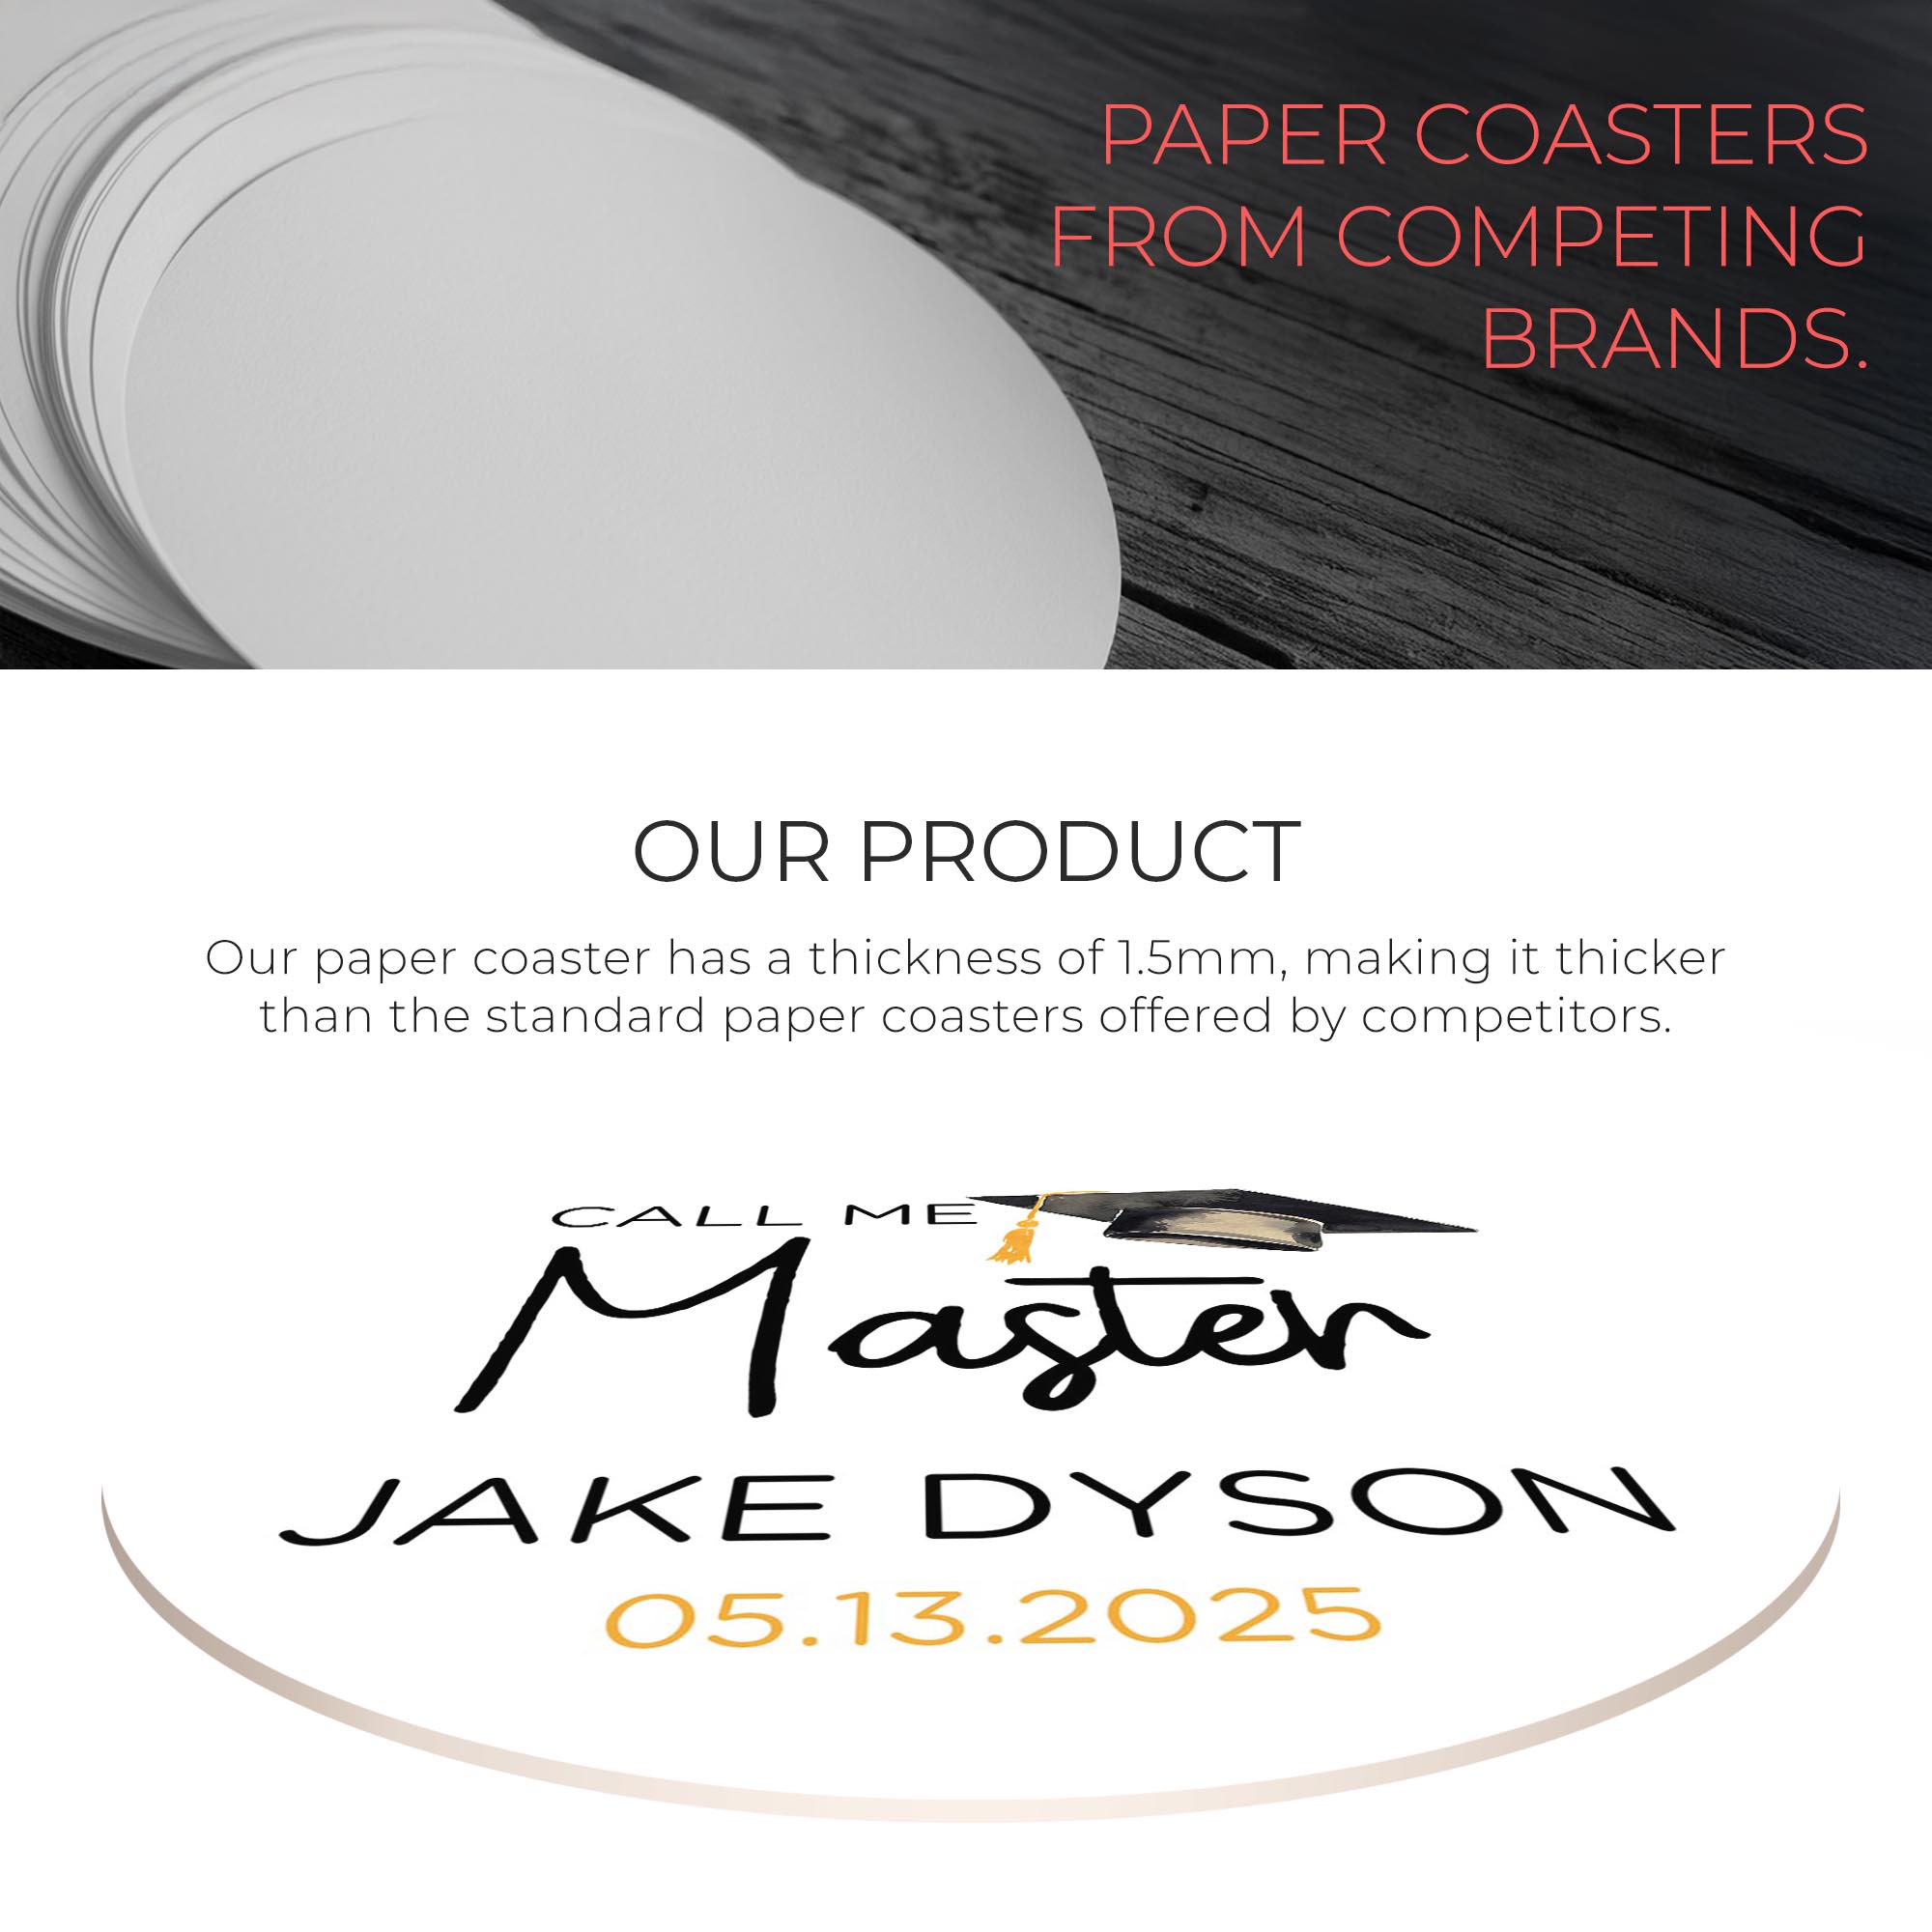 PAPER COASTERS
FROM COMPETING
BRANDS.
OUR PRODUCT
Our paper coaster has a thickness of 1.5mm, making it thicker
than the standard paper coasters offered by competitors.
CALL ME
Master
JAKE DYSON
05.13.2025